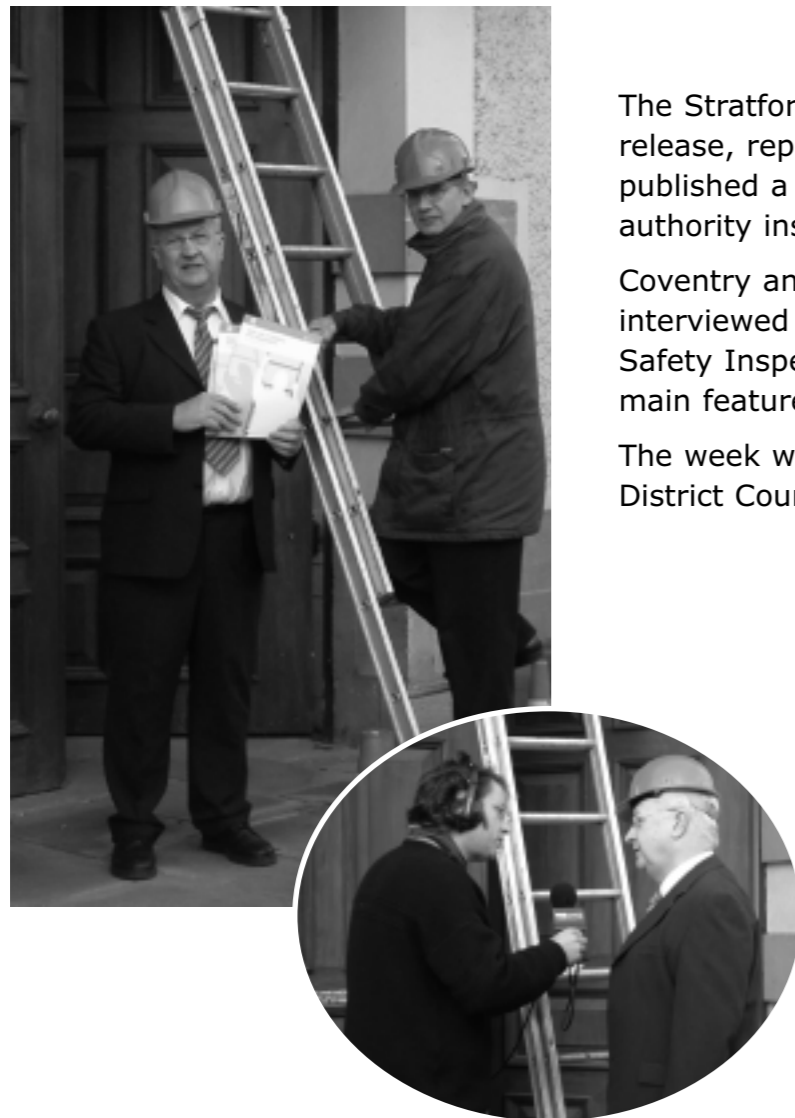 The Stratfor
release, rep
published a
authority ins
Coventry an
interviewed
Safety Inspe
main feature
The week w
District Cour